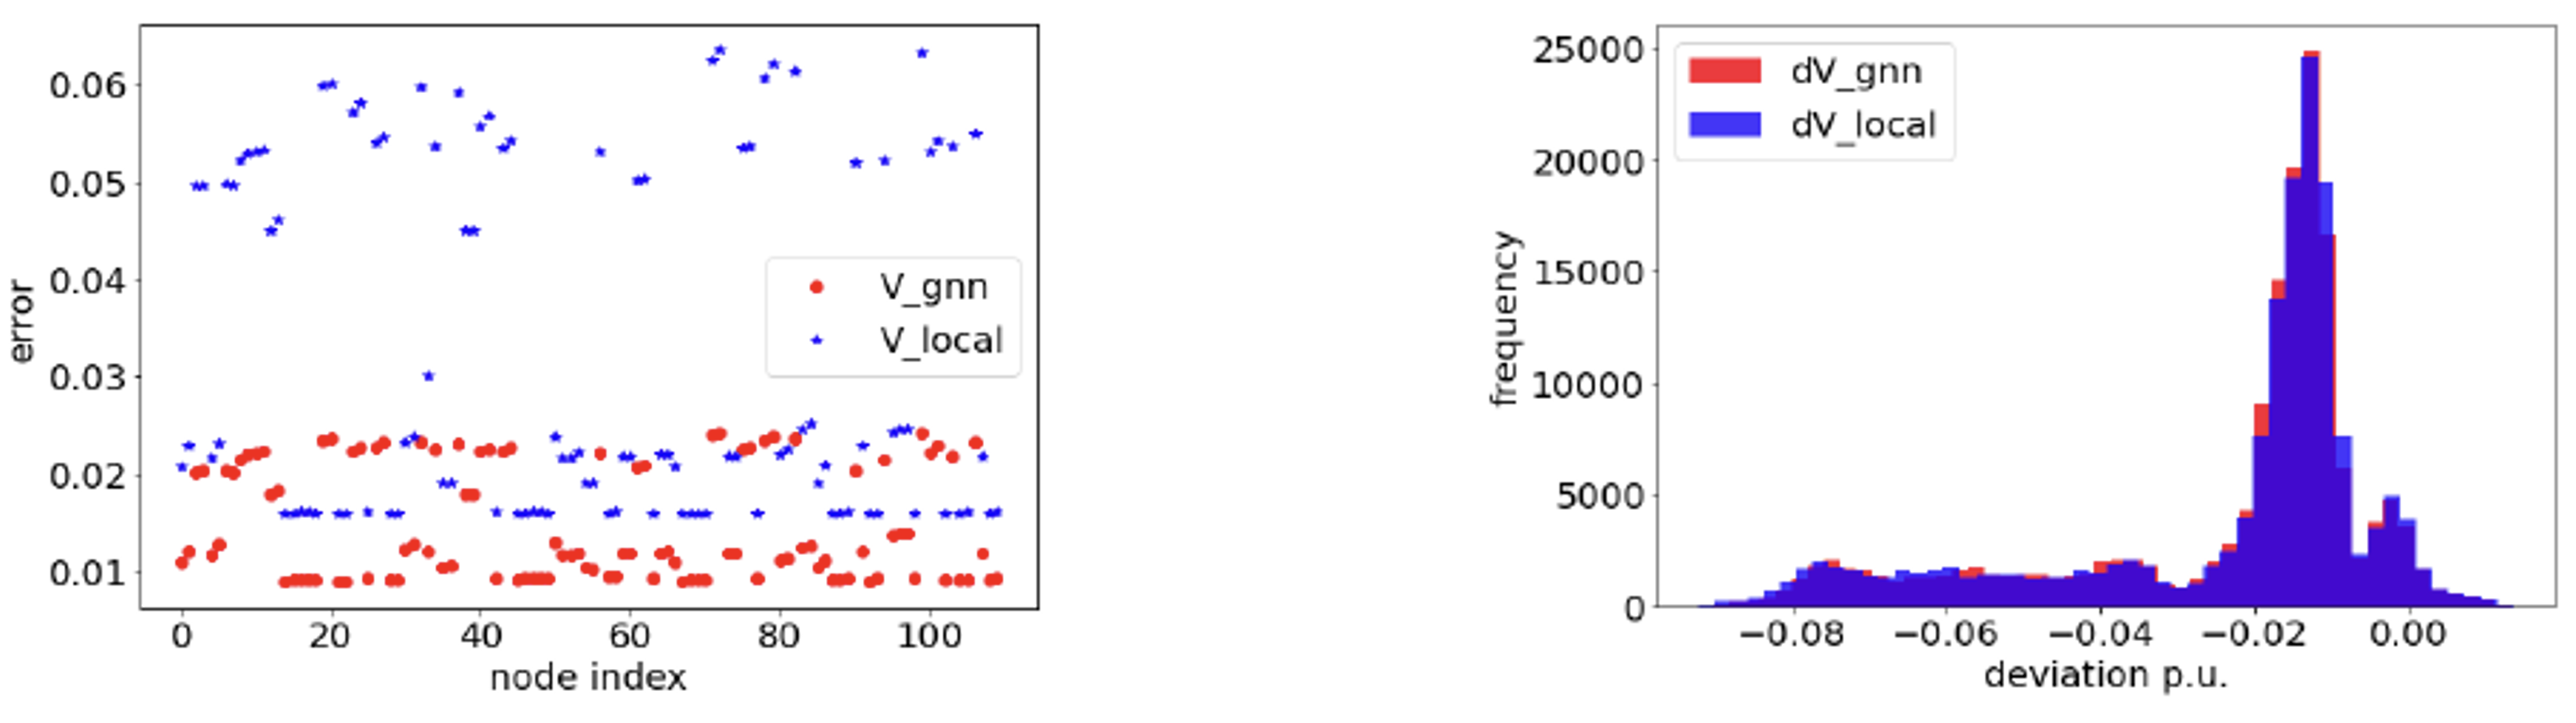 0.06
0.05
0.04
0.03
0.02
0.01
error
V_gnn
V_local
0 20 40 60 80 100
node index
25000
20000
15000
10000
5000
0
frequency
dV_gnn
dV_local
−0.08 −0.06 −0.04 −0.02 0.00
deviation p.u.